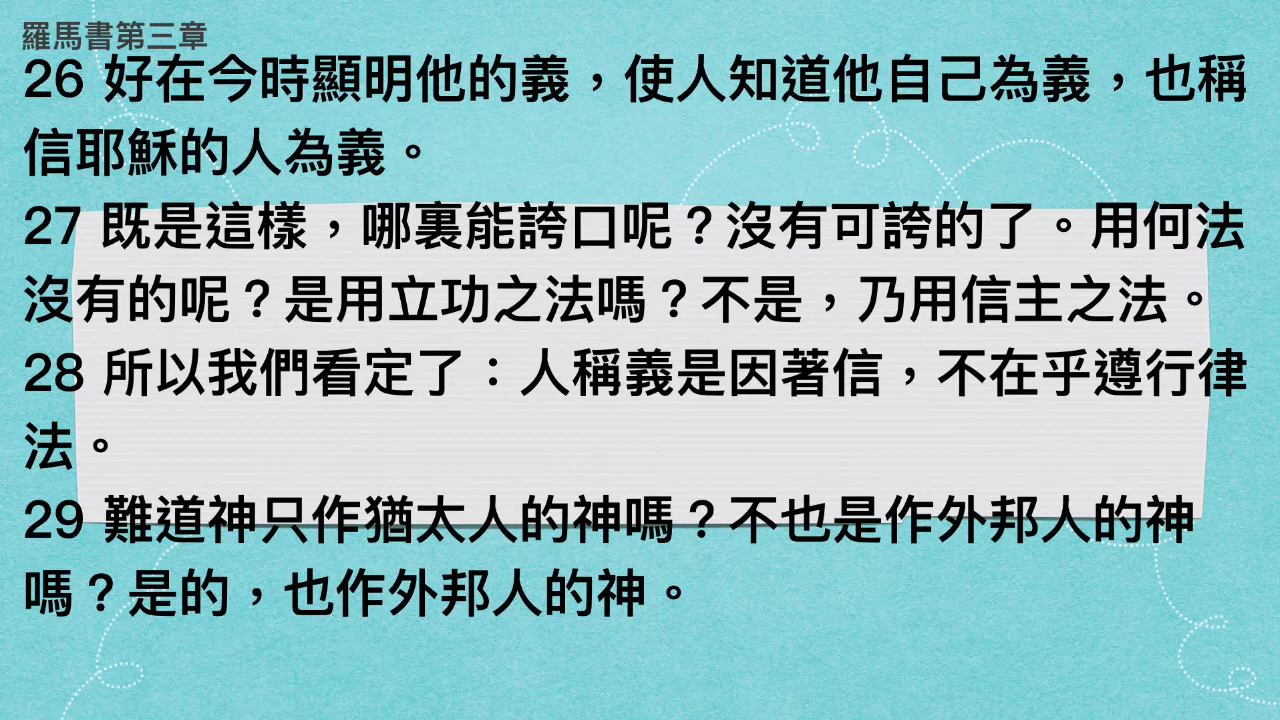 羅馬書第三章
26 好在今時顯明他的義，使人知道他自己為義，也稱
信耶穌的人為義。
27 既是這樣，哪裏能誇口呢？沒有可誇的了。用何法
沒有的呢？是用立功之法嗎？不是，乃用信主之法。
28 所以我們看定了：人稱義是因著信，不在乎遵行律
法。
29 難道神只作猶太人的神嗎？不也是作外邦人的神
嗎？是的，也作外邦人的神。